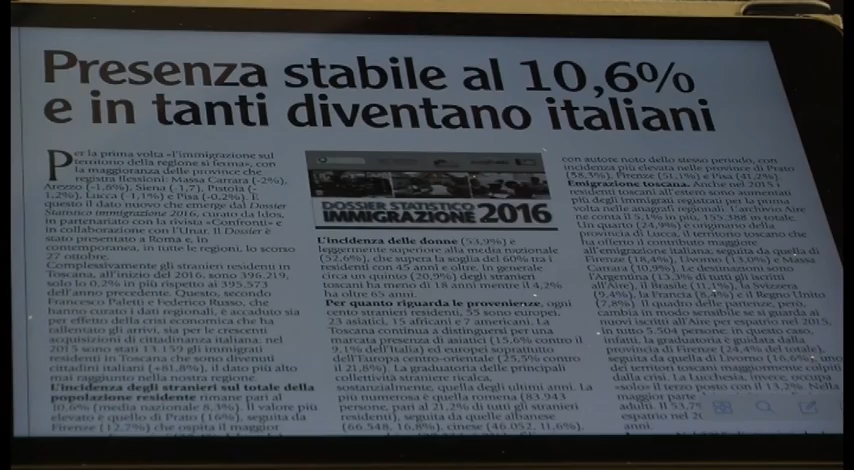 Presenza stabile al 10,6%
e in tanti diventano italiani
Per la prima volta «l'immigrazione sul
territorio della regione si ferma», con
la maggioranza delle province che
registra flessioni: Massa Carrara (-2%),
Arezzo (-1,8%), Siena (-1,7), Pistoia (-
1,2%), Lucca (-1,1%) e Pisa (-0,2%). È
questo il dato nuovo che emerge dal Dossier
Statistico immigrazione 2016, curato da Idos,
in partenariato con la rivista «Confronti» e
in collaborazione con l'Unar. Il Dossier è
stato presentato a Roma e, in
contemporanea, in tutte le regioni, lo scorso
27 ottobre.
Complessivamente gli stranieri residenti in
Toscana, all'inizio del 2016, sono 396.219,
solo lo 0,2% in più rispetto ai 395.573
dell'anno precedente. Questo, secondo
Francesco Paletti e Federico Russo, che
hanno curato i dati regionali, è accaduto sia
per effetto della crisi economica che ha
rallentato gli arrivi, sia per le crescenti
acquisizioni di cittadinanza italiana: nel
2015 sono stati 13.159 gli immigrati
residenti in Toscana che sono divenuti
cittadini italiani (+81,8%), il dato più alto
mai raggiunto nella nostra regione.
L'incidenza degli stranieri sul totale della
popolazione residente rimane pari al
10,6% (media nazionale 8,3%). Il valore più
elevato è quello di Prato (16%), seguita da
Firenze (12,7%) che ospita il maggior
DOSSIER STATISTICO
IMMIGRAZIONE 2016
L'incidenza delle donne (53,9%) è
leggermente superiore alla media nazionale
(52,6%), che supera la soglia del 60% tra i
residenti con 45 anni e oltre. In generale
circa un quinto (20,9%) degli stranieri
toscani ha meno di 18 anni mentre il 4,2%
ha oltre 65 anni.
Per quanto riguarda le provenienze, ogni
cento stranieri residenti, 55 sono europei,
23 asiatici, 15 africani e 7 americani. La
Toscana continua a distinguersi per una
marcata presenza di asiatici (15,6% contro il
9,1% dell'Italia) ed europei soprattutto
dell'Europa centro-orientale (25,5% contro
il 21,8%). La graduatoria delle principali
collettività straniere ricalca,
sostanzialmente, quella degli ultimi anni. La
più numerosa è quella romena (83.943
persone, pari al 21,2% di tutti gli stranieri
residenti), seguita da quelle albanese
(66.548, 16,8%), cinese (46.052, 11,6%),
con autore noto dello stesso periodo, con
incidenza più elevata nelle province di Prato
(58,3%), Firenze (51,1%) e Pisa (41,2%).
Emigrazione toscana. Anche nel 2015 i
residenti toscani all'estero sono aumentati
più degli immigrati registrati per la prima
volta nelle anagrafi regionali. L'archivio Aire
ne conta il 5,1% in più, 155.388 in totale.
Un quarto (24,9%) è originario della
provincia di Lucca, il territorio toscano che
ha offerto il contributo maggiore
all'emigrazione italiana, seguita da quella di
Firenze (18,4%), Livorno (13,0%) e Massa
Carrara (10,9%). Le destinazioni sono
l'Argentina (13,3% di tutti gli iscritti
all'Aire), il Brasile (11,1%), la Svizzera
(9,4%), la Francia (8,4%) e il Regno Unito
(7,8%). Il quadro delle partenze, però,
cambia in modo sensibile se si guarda ai
nuovi iscritti all'Aire per espatrio nel 2015,
in tutto 5.504 persone: in questo caso,
infatti, la graduatoria è guidata dalla
provincia di Firenze (24,4% del totale),
seguita da quella di Livorno (16,6%), uno
dei territori toscani maggiormente colpiti
dalla crisi. La Lucchesia, invece, occupa
«solo» il terzo posto con il 13,2%. Nella
maggior parte
adulti. Il 53,7%
espatrio nel 20
anni.